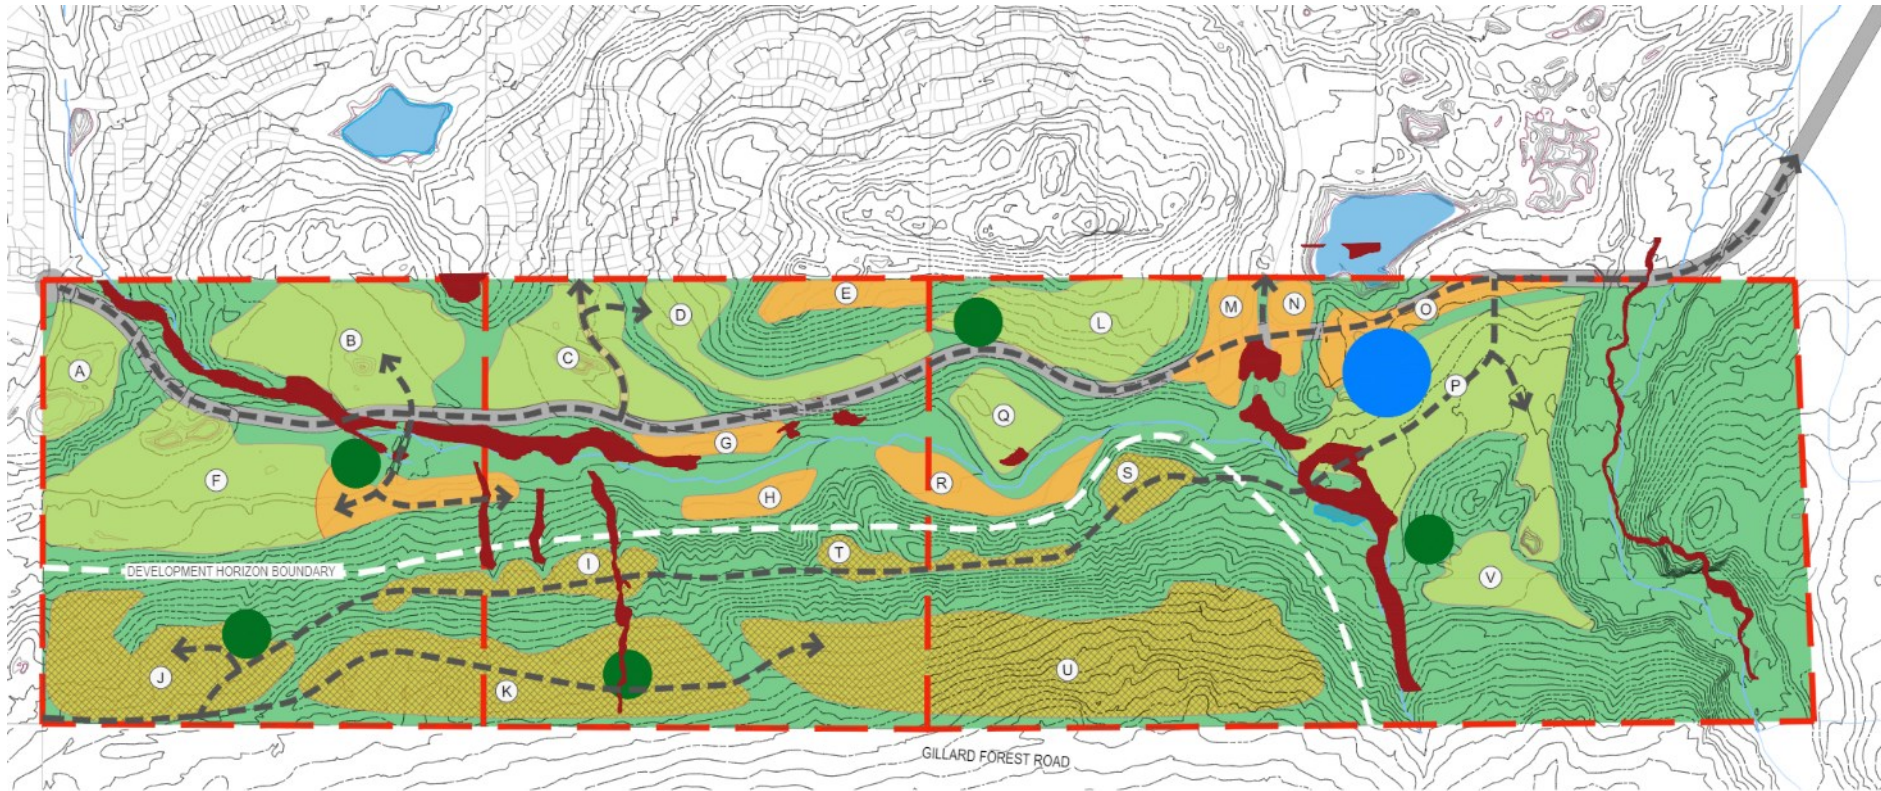 E
M
N
O
L
D
B
C
A
P
Q
G
F
S
R
H
T
I
DEVELOPMENT HORIZON BOUNDARY
V
U
J
K
GILLARD FOREST ROAD